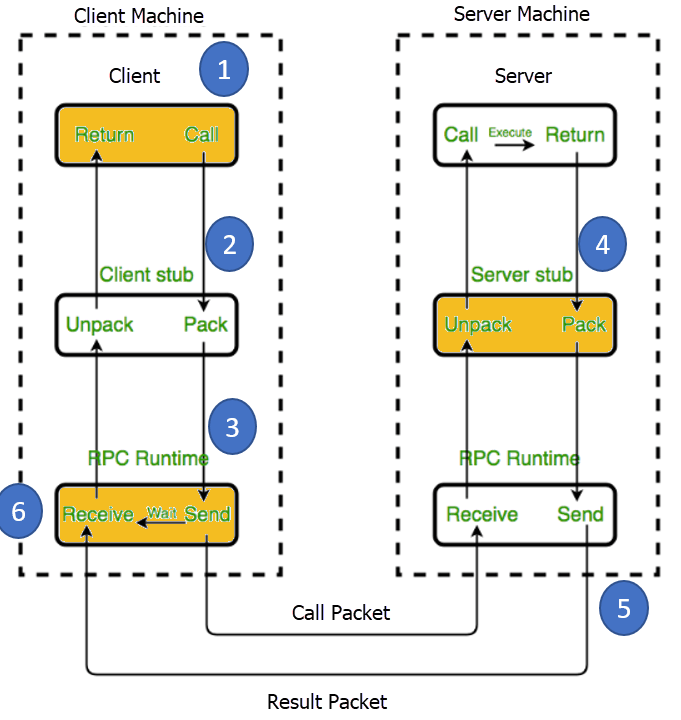 Client Machine
Server Machine
Client
1
Server
Return Call
Call Execute Return
2
4
Client stub
Server stub
Unpack Pack
Unpack Pack
3
RPC Runtime
RPC Runtime
6
Receive Wait Send
Receive Send
5
Call Packet
Result Packet